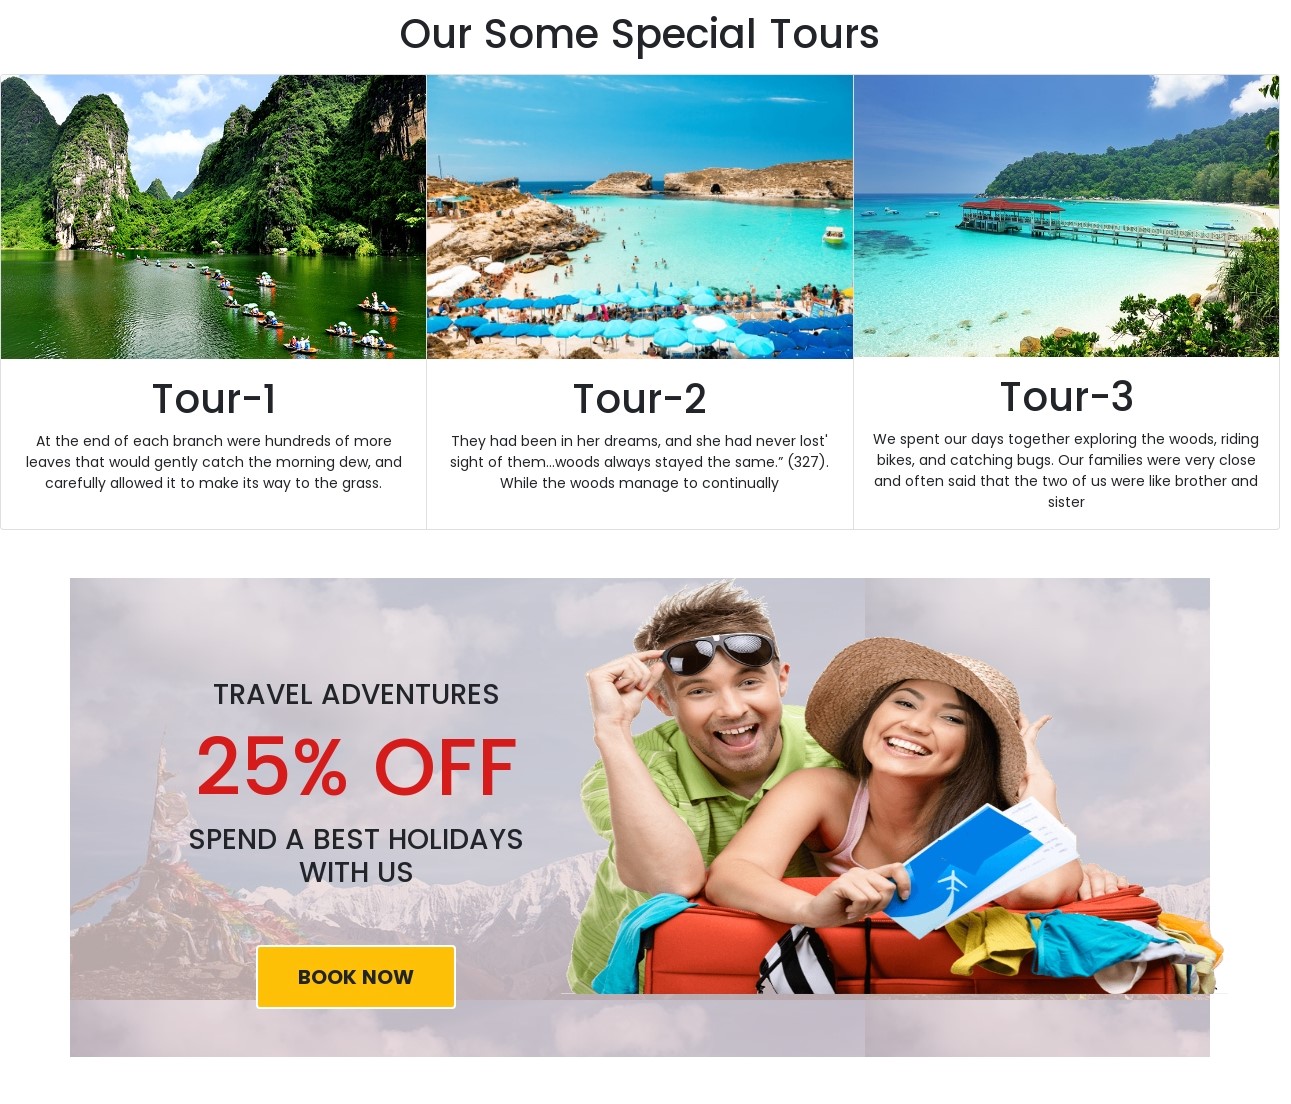 Our Some Special Tours
Tour-1
At the end of each branch were hundreds of more
leaves that would gently catch the morning dew, and
carefully allowed it to make its way to the grass.
Tour-2
They had been in her dreams, and she had never lost'
sight of them...woods always stayed the same.” (327).
While the woods manage to continually
Tour-3
We spent our days together exploring the woods, riding
bikes, and catching bugs. Our families were very close
and often said that the two of us were like brother and
sister
TRAVEL ADVENTURES
25% OFF
SPEND A BEST HOLIDAYS
WITH US
BOOK NOW